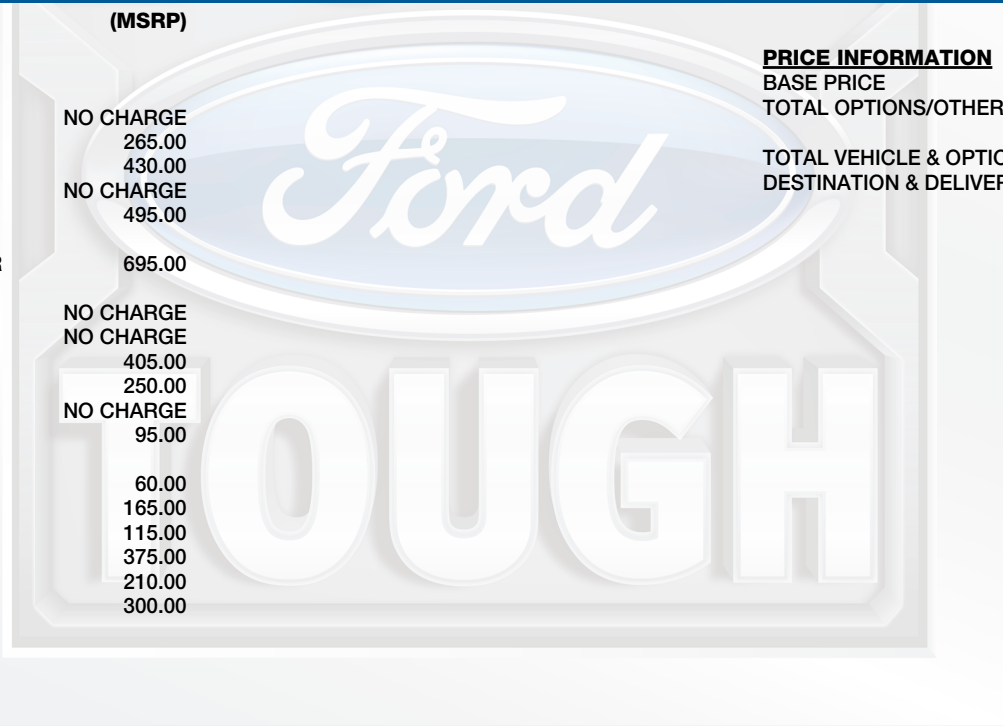 (MSRP)
NO CHARGE
265.00
430.00
NO CHARGE
495.00
R 695.00
NO CHARGE
NO CHARGE
405.00
250.00
NO CHARGE
95.00
60.00
165.00
115.00
375.00
210.00
300.00
PRICE INFORMATION
BASE PRICE
TOTAL OPTIONS/OTHER
TOTAL VEHICLE & OPTIO
DESTINATION & DELIVER
Ford
TOUGH